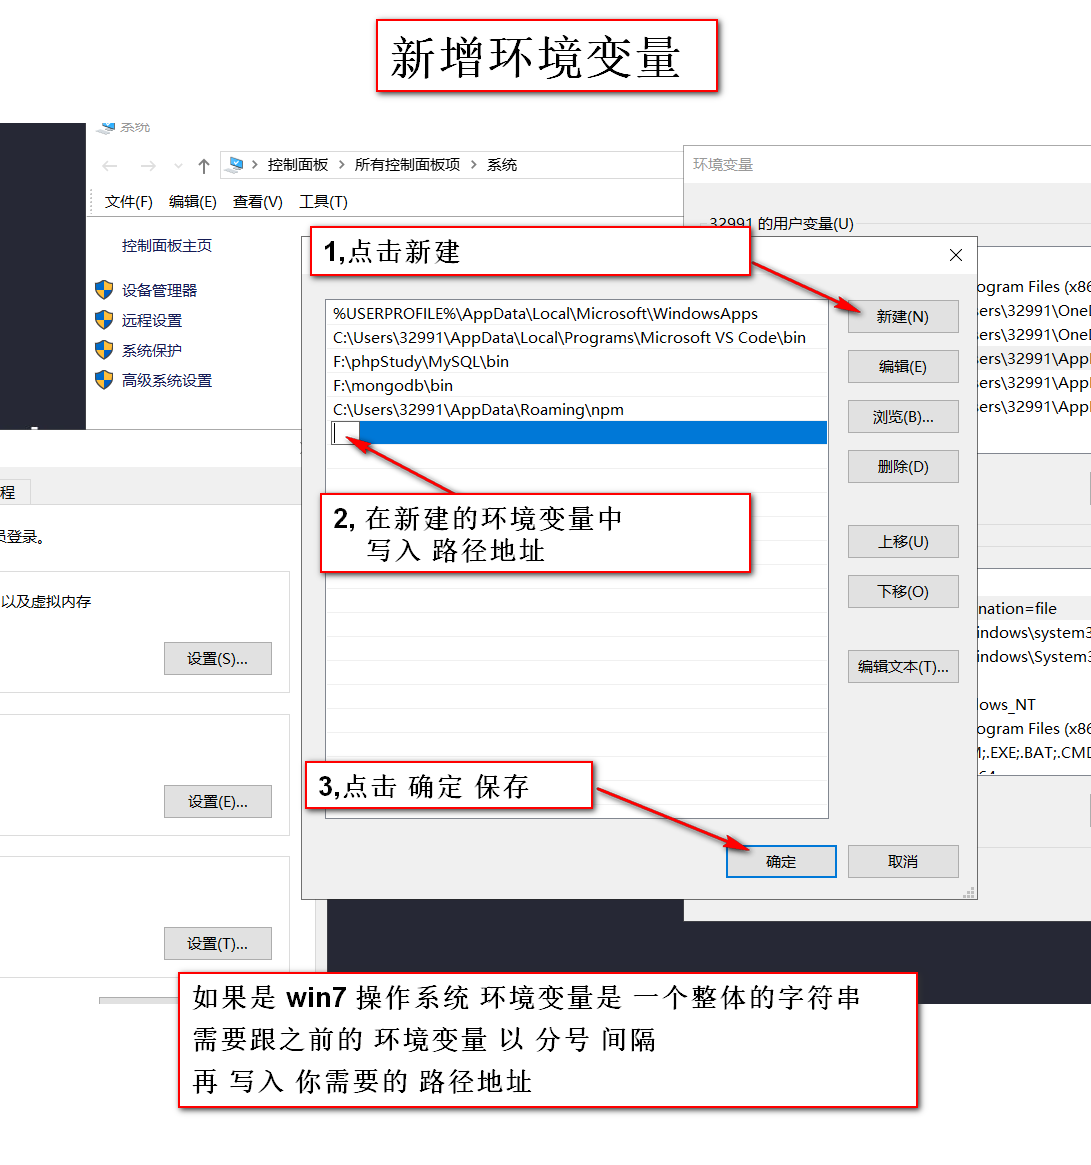 新增环境变量
系统
控制面板 > 所有控制面板项 > 系统
环境变量
文件(F) 编辑(E) 查看(V) 工具(T)
32991 的用户变量(U)
控制面板主页
1,点击新建
设备管理器
远程设置
系统保护
高级系统设置
%USERPROFILE%\AppData\Local\Microsoft\WindowsApps
C:\Users\32991\AppData\Local\Programs\Microsoft VS Code\bin
F:\phpStudy\MySQL\bin
F:\mongodb\bin
C:\Users\32991\AppData\Roaming\npm
新建(N)
编辑(E)
浏览(B)...
删除(D)
上移(U)
下移(O)
编辑文本(T)...
ogram Files (x86
sers\32991\OneI
sers\32991\OneI
sers\32991\AppI
sers\32991\AppI
sers\32991\AppI
2, 在新建的环境变量中
写入 路径地址
程
员登录。
以及虚拟内存
设置(S)...
设置(E)...
设置(T)...
nation=file
indows\system3
indows\System3
lows_NT
ogram Files (x86
M;.EXE;.BAT;.CMD
3,点击 确定 保存
确定
取消
如果是 win7 操作系统 环境变量是 一个整体的字符串
需要跟之前的 环境变量 以 分号 间隔
再 写入 你需要的 路径地址